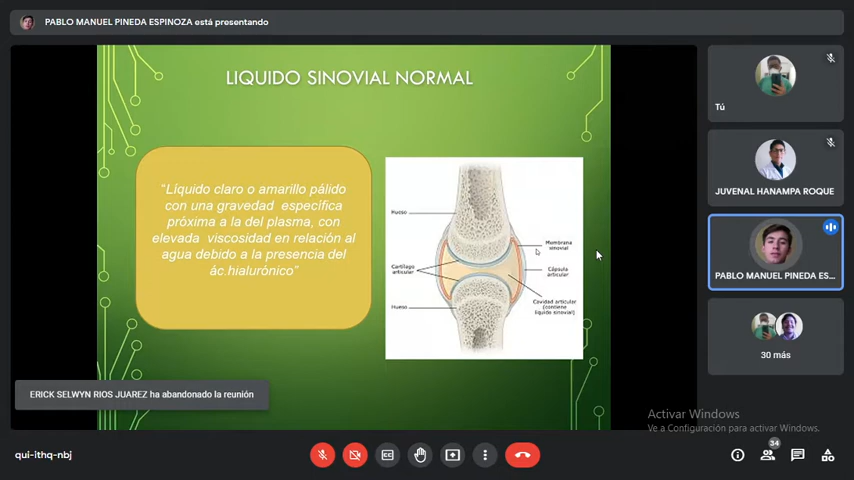 PABLO MANUEL PINEDA ESPINOZA está presentando
LIQUIDO SINOVIAL NORMAL
"Líquido claro o amarillo pálido
con una gravedad específica
próxima a la del plasma, con
elevada viscosidad en relación al
agua debido a la presencia del
ác.hialurónico"
Hueso
Cartílago
articular
Hueso
Membrana
sinovial
Cápsula
articular
Cavidad articular
(contiene
líquido sinovial)
Tú
JUVENAL HANAMPA ROQUE
PABLO MANUEL PINEDA ES...
30 más
ERICK SELWYN RIOS JUAREZ ha abandonado la reunión
Activar Windows
Ve a Configuración para activar Windows.
qui-ithq-nbj
CC
34